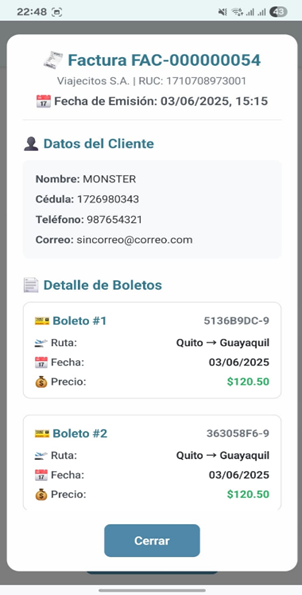 22:48
43
Factura FAC-000000054
Viajecitos S.A. | RUC: 1710708973001
Fecha de Emisión: 03/06/2025, 15:15
Datos del Cliente
Nombre: MONSTER
Cédula: 1726980343
Teléfono: 987654321
Correo: sincorreo@correo.com
Detalle de Boletos
Boleto #1 5136B9DC-9
Ruta: Quito → Guayaquil
Fecha: 03/06/2025
Precio: $120.50
Boleto #2 363058F6-9
Ruta: Quito → Guayaquil
Fecha: 03/06/2025
Precio: $120.50
Cerrar